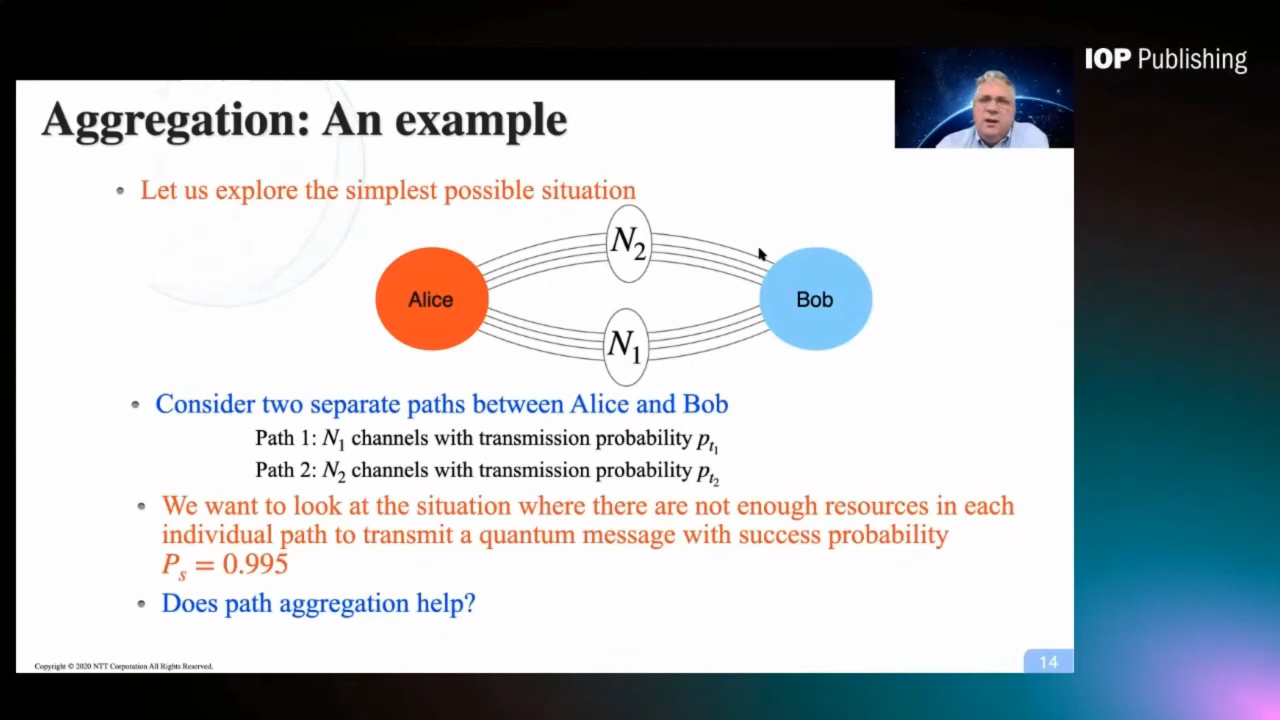 IOP Publishing
Aggregation: An example
• Let us explore the simplest possible situation
N₂
Alice
Bob
N₁
• Consider two separate paths between Alice and Bob
Path 1: N₁ channels with transmission probability pₜ₁
Path 2: N₂ channels with transmission probability pₜ₂
• We want to look at the situation where there are not enough resources in each
individual path to transmit a quantum message with success probability
Pₛ = 0.995
• Does path aggregation help?
Copyright © 2020 NTT Corporation All Rights Reserved.
14